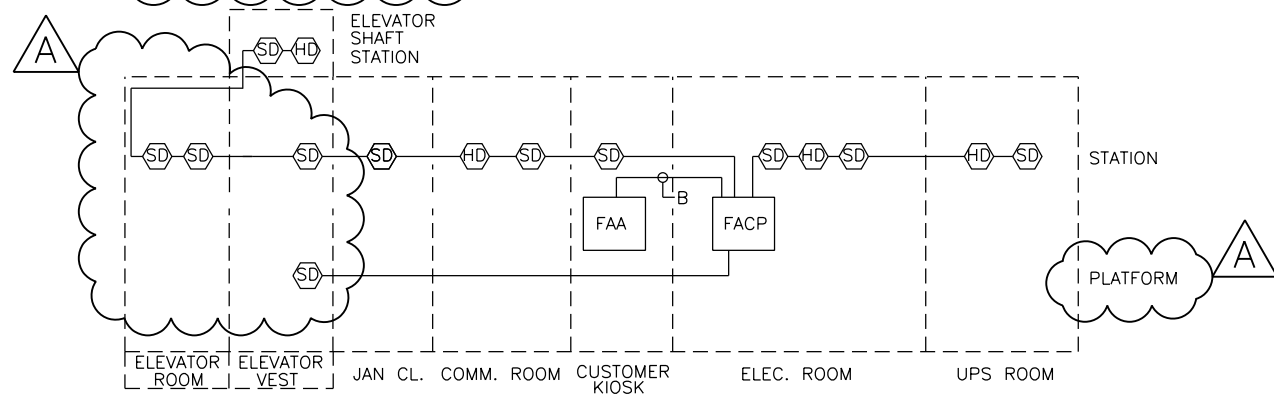 ELEVATOR
SHAFT
STATION
A
SD HD
SD SD SD SD HD SD SD SD HD SD HD SD
STATION
B
FAA
FACP
A
SD
PLATFORM
ELEVATOR
ROOM
ELEVATOR
VEST
JAN CL.
COMM. ROOM
CUSTOMER
KIOSK
ELEC. ROOM
UPS ROOM